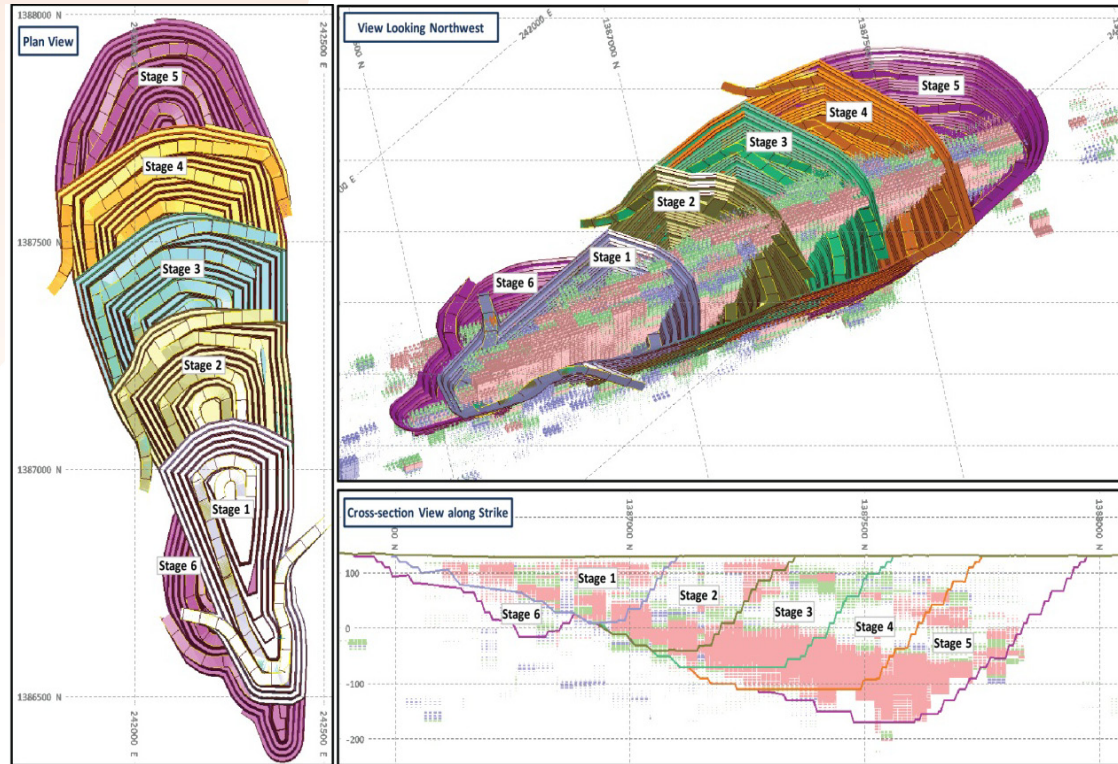 1388000 N
Plan View
242000 E
242500 E
Stage 5
Stage 4
1387500 N
Stage 3
Stage 2
1387000 N
Stage 1
Stage 6
1386500 N
242000 E
242500 E
View Looking Northwest
242000 E
1387000 N
1387500 N
Stage 5
Stage 4
Stage 3
Stage 2
Stage 1
Stage 6
Cross-section View along Strike
1387000 N
1387500 N
1388000 N
100
0
-100
-200
Stage 1
Stage 2
Stage 3
Stage 4
Stage 5
Stage 6